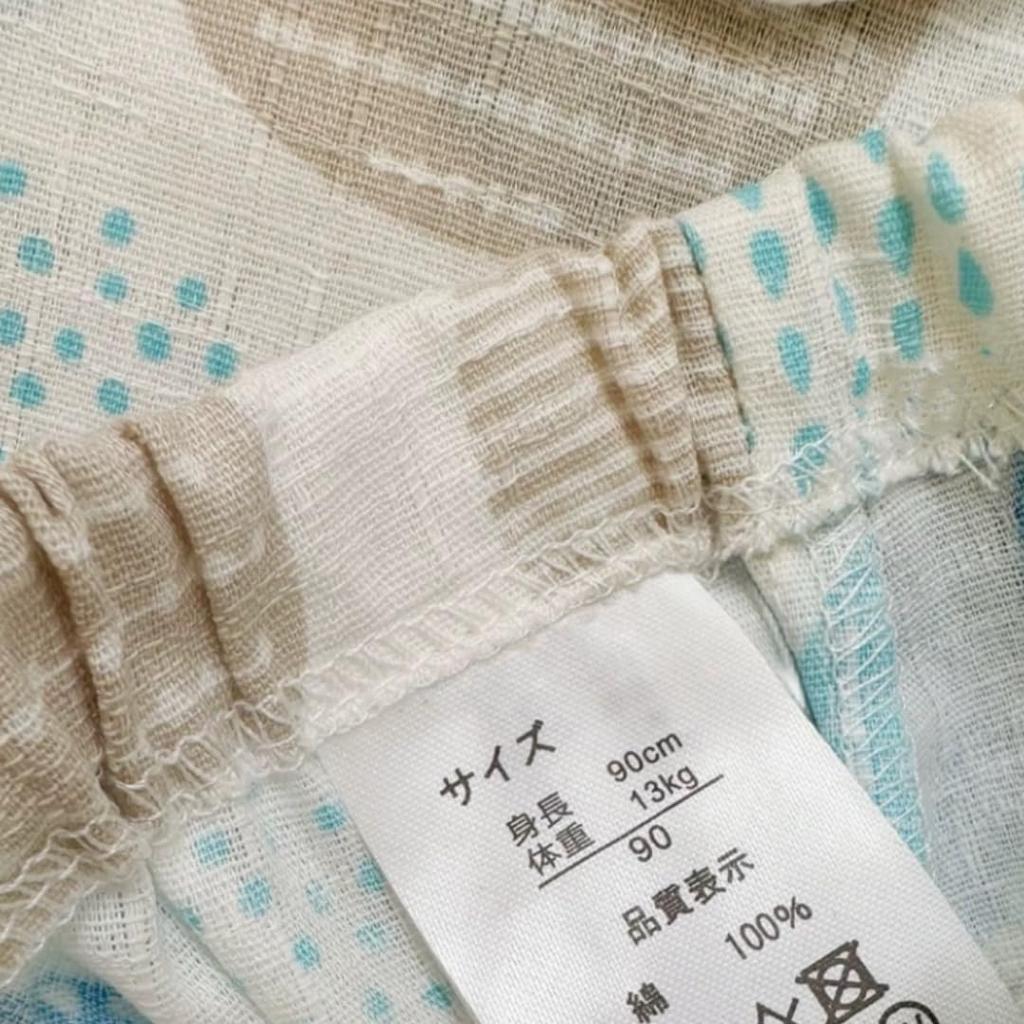 サイズ
身長 90cm
体重 13kg
90
品質表示
綿 100%